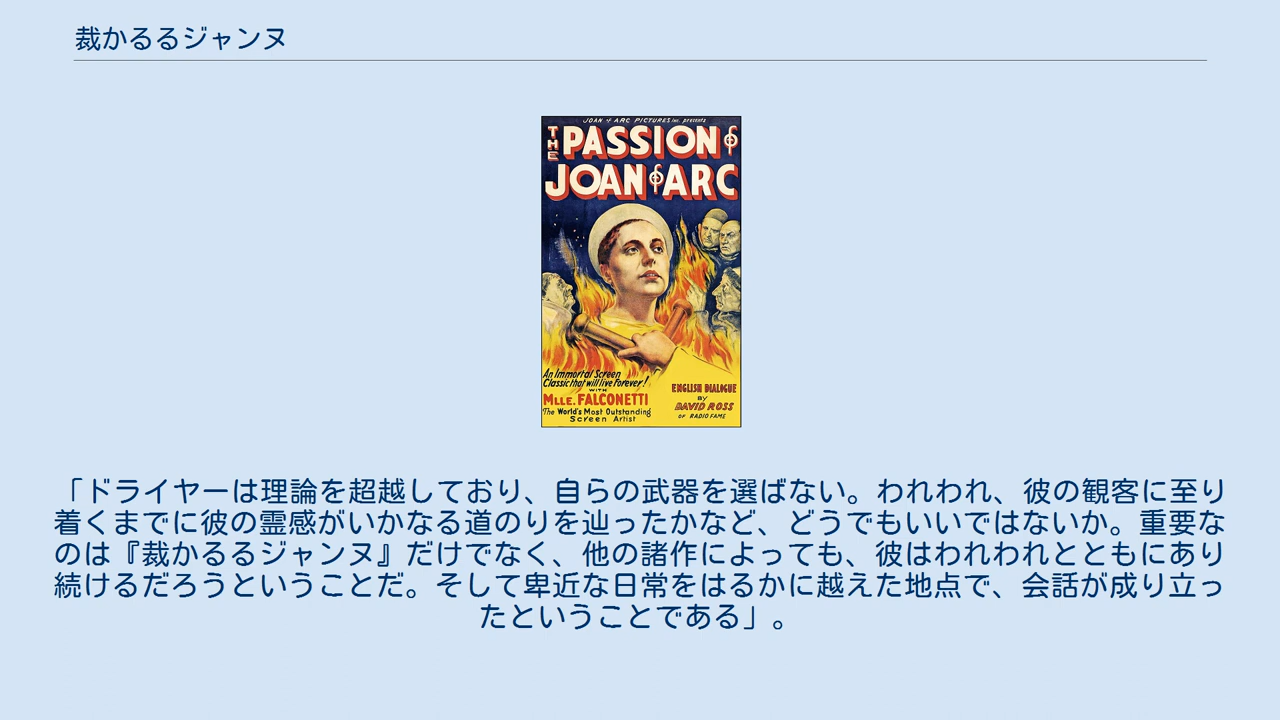 裁かるるジャンヌ
JOAN of ARC PICTURES inc. presents
THE PASSION of
JOAN of ARC
An Immortal Screen
Classic that will live Forever!
WITH
MLLE. FALCONETTI
The World's Most Outstanding
Screen Artist
ENGLISH DIALOGUE
BY
DAVID ROSS
OF RADIO FAME
「ドライヤーは理論を超越しており、自らの武器を選ばない。われわれ、彼の観客に至り
着くまでに彼の霊感がいかなる道のりを辿ったかなど、どうでもいいではないか。重要な
のは『裁かるるジャンヌ』だけでなく、他の諸作によっても、彼はわれわれとともにあり
続けるだろうということだ。そして卑近な日常をはるかに越えた地点で、会話が成り立っ
たということである」。